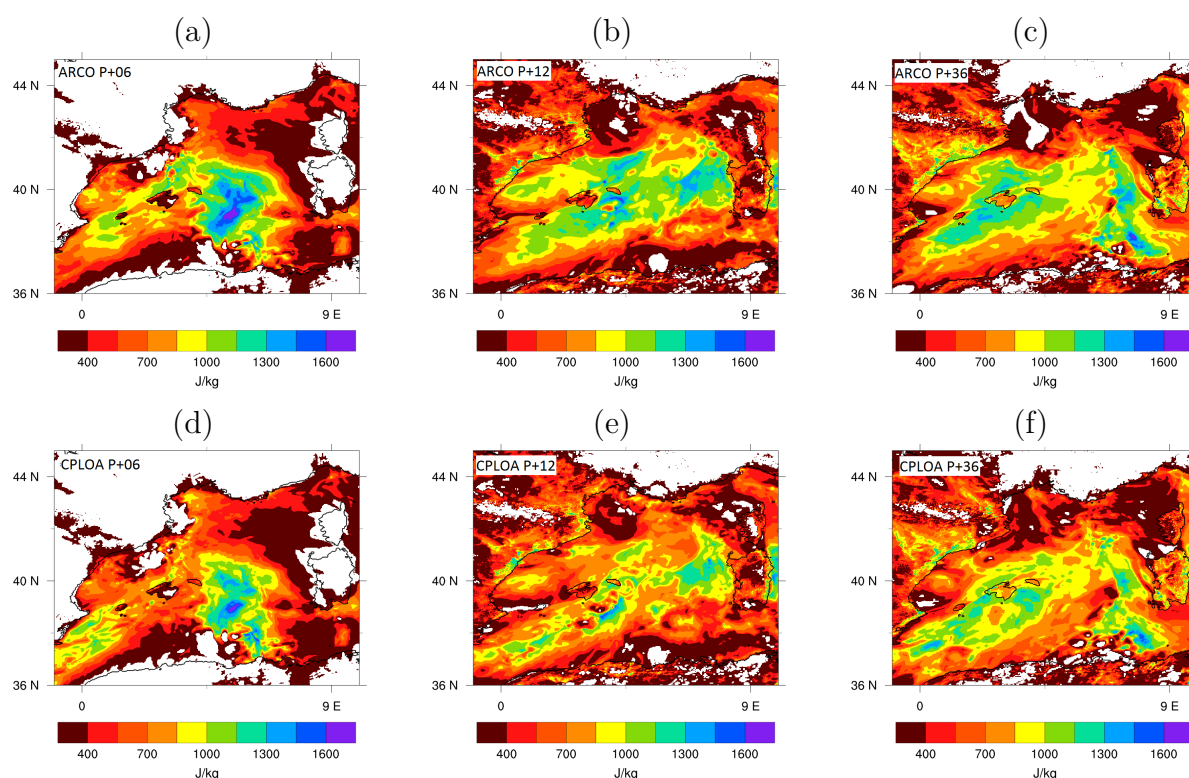 (a) (b) (c)
ARCO P+06 ARCO P+12 ARCO P+36
44 N 44 N 44 N
40 N 40 N 40 N
36 N 36 N 36 N
0 9 E 0 9 E 0 9 E
400 700 1000 1300 1600 400 700 1000 1300 1600 400 700 1000 1300 1600
J/kg J/kg J/kg
(d) (e) (f)
CPLOA P+06 CPLOA P+12 CPLOA P+36
44 N 44 N 44 N
40 N 40 N 40 N
36 N 36 N 36 N
0 9 E 0 9 E 0 9 E
400 700 1000 1300 1600 400 700 1000 1300 1600 400 700 1000 1300 1600
J/kg J/kg J/kg